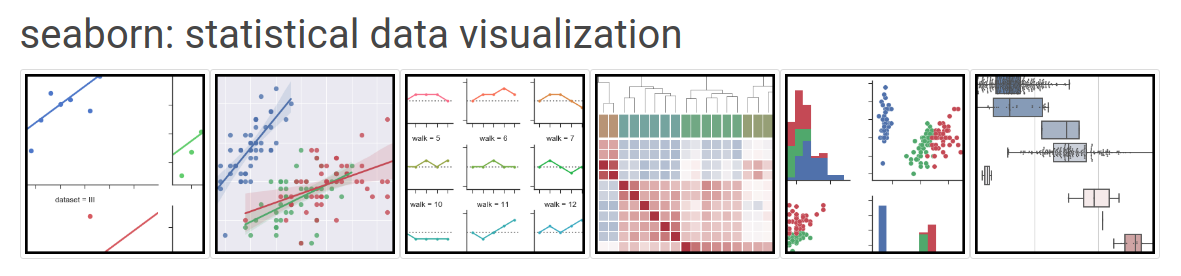 seaborn: statistical data visualization
walk = 5 walk = 6 walk = 7
dataset = III
walk = 10 walk = 11 walk = 12